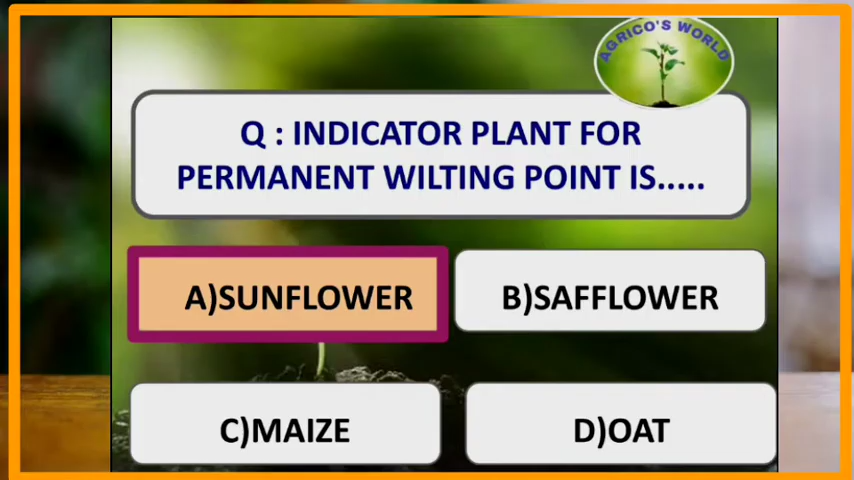 AGRICO'S WORLD
Q : INDICATOR PLANT FOR
PERMANENT WILTING POINT IS.....
A)SUNFLOWER
B)SAFFLOWER
C)MAIZE
D)OAT